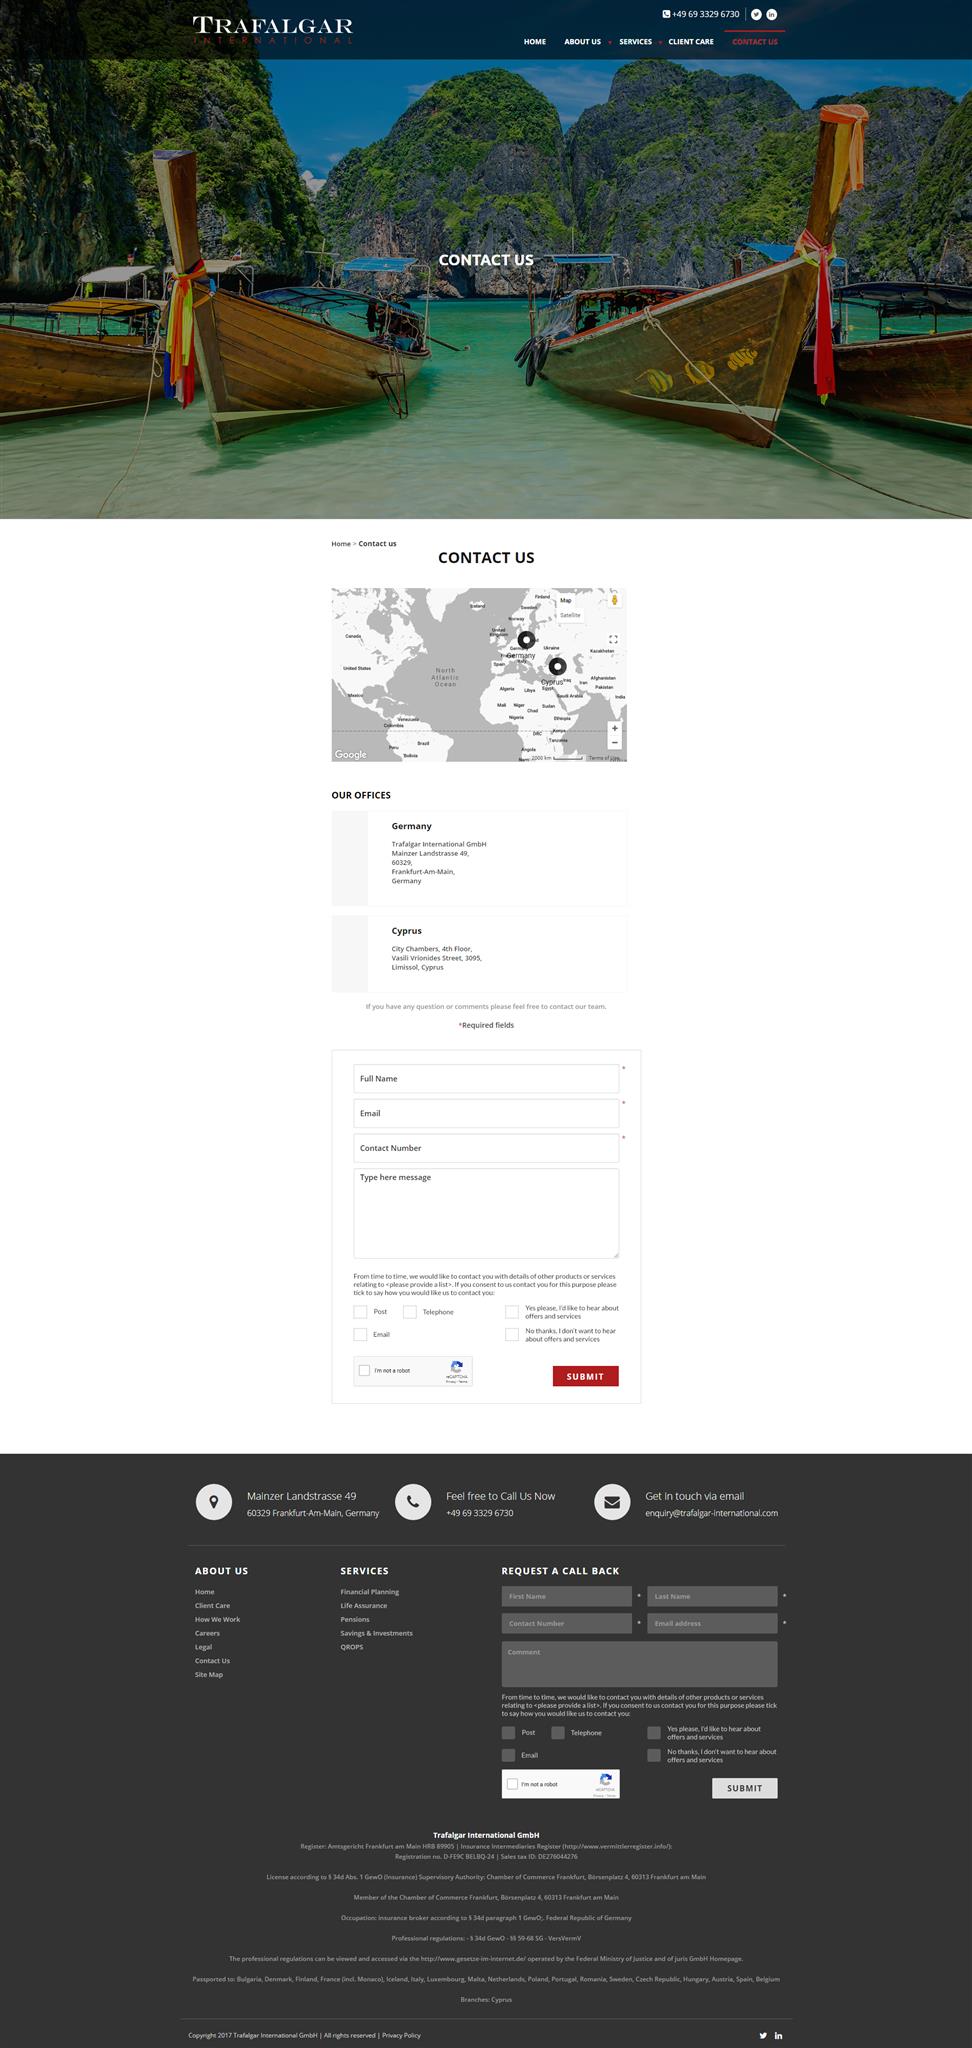 TRAFALGAR
INTERNATIONAL
+49 69 3329 6730
HOME ABOUT US SERVICES CLIENT CARE CONTACT US
CONTACT US
Home > Contact us
CONTACT US
Map
Satellite
Finland
Iceland
Sweden
Norway
United Kingdom
Canada
Germany
Ukraine
Kazakhstan
Spain
Italy
United States
North
Atlantic
Ocean
Cyprus
Iraq
Iran
Afghanistan
Pakistan
Algeria
Libya
Egypt
Saudi Arabia
India
Mexico
Mali
Niger
Sudan
Chad
Nigeria
Ethiopia
Venezuela
Colombia
DRC
Kenya
Tanzania
Brazil
Peru
Angola
Bolivia
Google
2000 km
OUR OFFICES
Germany
Trafalgar International GmbH
Mainzer Landstrasse 49,
60329,
Frankfurt-Am-Main,
Germany
Cyprus
City Chambers, 4th Floor,
Vasili Vrionides Street, 3095,
Limissol, Cyprus
If you have any question or comments please feel free to contact our team.
*Required fields
Full Name *
Email *
Contact Number *
Type here message
From time to time, we would like to contact you with details of other products or services
relating to <please provide a list>. If you consent to us contact you for this purpose please
tick to say how you would like us to contact you:
Post Telephone Yes please, I'd like to hear about
offers and services
Email No thanks, I don't want to hear
about offers and services
I'm not a robot
reCAPTCHA
Privacy - Terms
SUBMIT
Mainzer Landstrasse 49
60329 Frankfurt-Am-Main, Germany
Feel free to Call Us Now
+49 69 3329 6730
Get in touch via email
enquiry@trafalgar-international.com
ABOUT US
Home
Client Care
How We Work
Careers
Legal
Contact Us
Site Map
SERVICES
Financial Planning
Life Assurance
Pensions
Savings & Investments
QROPS
REQUEST A CALL BACK
First Name * Last Name *
Contact Number * Email address *
Comment
From time to time, we would like to contact you with details of other products or services
relating to <please provide a list>. If you consent to us contact you for this purpose please tick
to say how you would like us to contact you:
Post Telephone Yes please, I'd like to hear about
offers and services
Email No thanks, I don't want to hear about
offers and services
I'm not a robot
reCAPTCHA
Privacy - Terms
SUBMIT
Trafalgar International GmbH
Register: Amtsgericht Frankfurt am Main HRB 89905 | Insurance Intermediaries Register (http://www.vermittlerregister.info/):
Registration no. D-FE9C BELBQ-24 | Sales tax ID: DE276044276
License according to § 34d Abs. 1 GewO (Insurance) Supervisory Authority: Chamber of Commerce Frankfurt, Börsenplatz 4, 60313 Frankfurt am Main
Member of the Chamber of Commerce Frankfurt, Börsenplatz 4, 60313 Frankfurt am Main
Occupation: insurance broker according to § 34d paragraph 1 GewO;. Federal Republic of Germany
Professional regulations: - § 34d GewO - §§ 59-68 SG - VersVermV
The professional regulations can be viewed and accessed via the http://www.gesetze-im-internet.de/ operated by the Federal Ministry of Justice and of juris GmbH Homepage.
Passported to: Bulgaria, Denmark, Finland, France (incl. Monaco), Iceland, Italy, Luxembourg, Malta, Netherlands, Poland, Portugal, Romania, Sweden, Czech Republic, Hungary, Austria, Spain, Belgium
Branches: Cyprus
Copyright 2017 Trafalgar International GmbH | All rights reserved | Privacy Policy